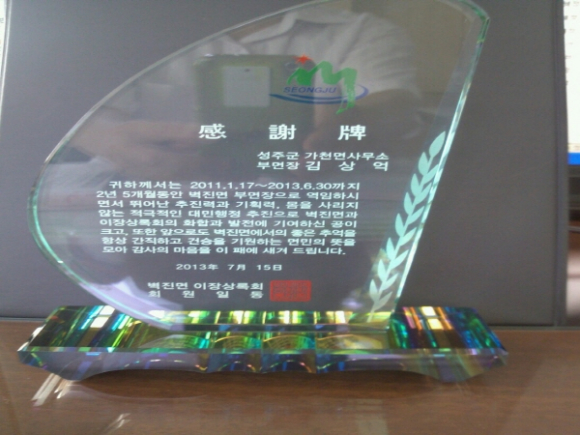 SEONGJU
感謝牌
성주군 가천면사무소
부면장 김상억
귀하께서는 2011.1.17~2013.6.30까지
2년 5개월동안 벽진면 부면장으로 역임하시
면서 뛰어난 추진력과 기획력, 몸을 사리지
않는 적극적인 대민행정 추진으로 벽진면과
이장상록회의 화합과 발전에 기여하신 공이
크고, 또한 앞으로도 벽진면에서의 좋은 추억을
항상 간직하고 건승을 기원하는 면민의 뜻을
모아 감사의 마음을 이 패에 새겨 드립니다.
2013年 7月 15日
벽진면 이장상록회
회원일동